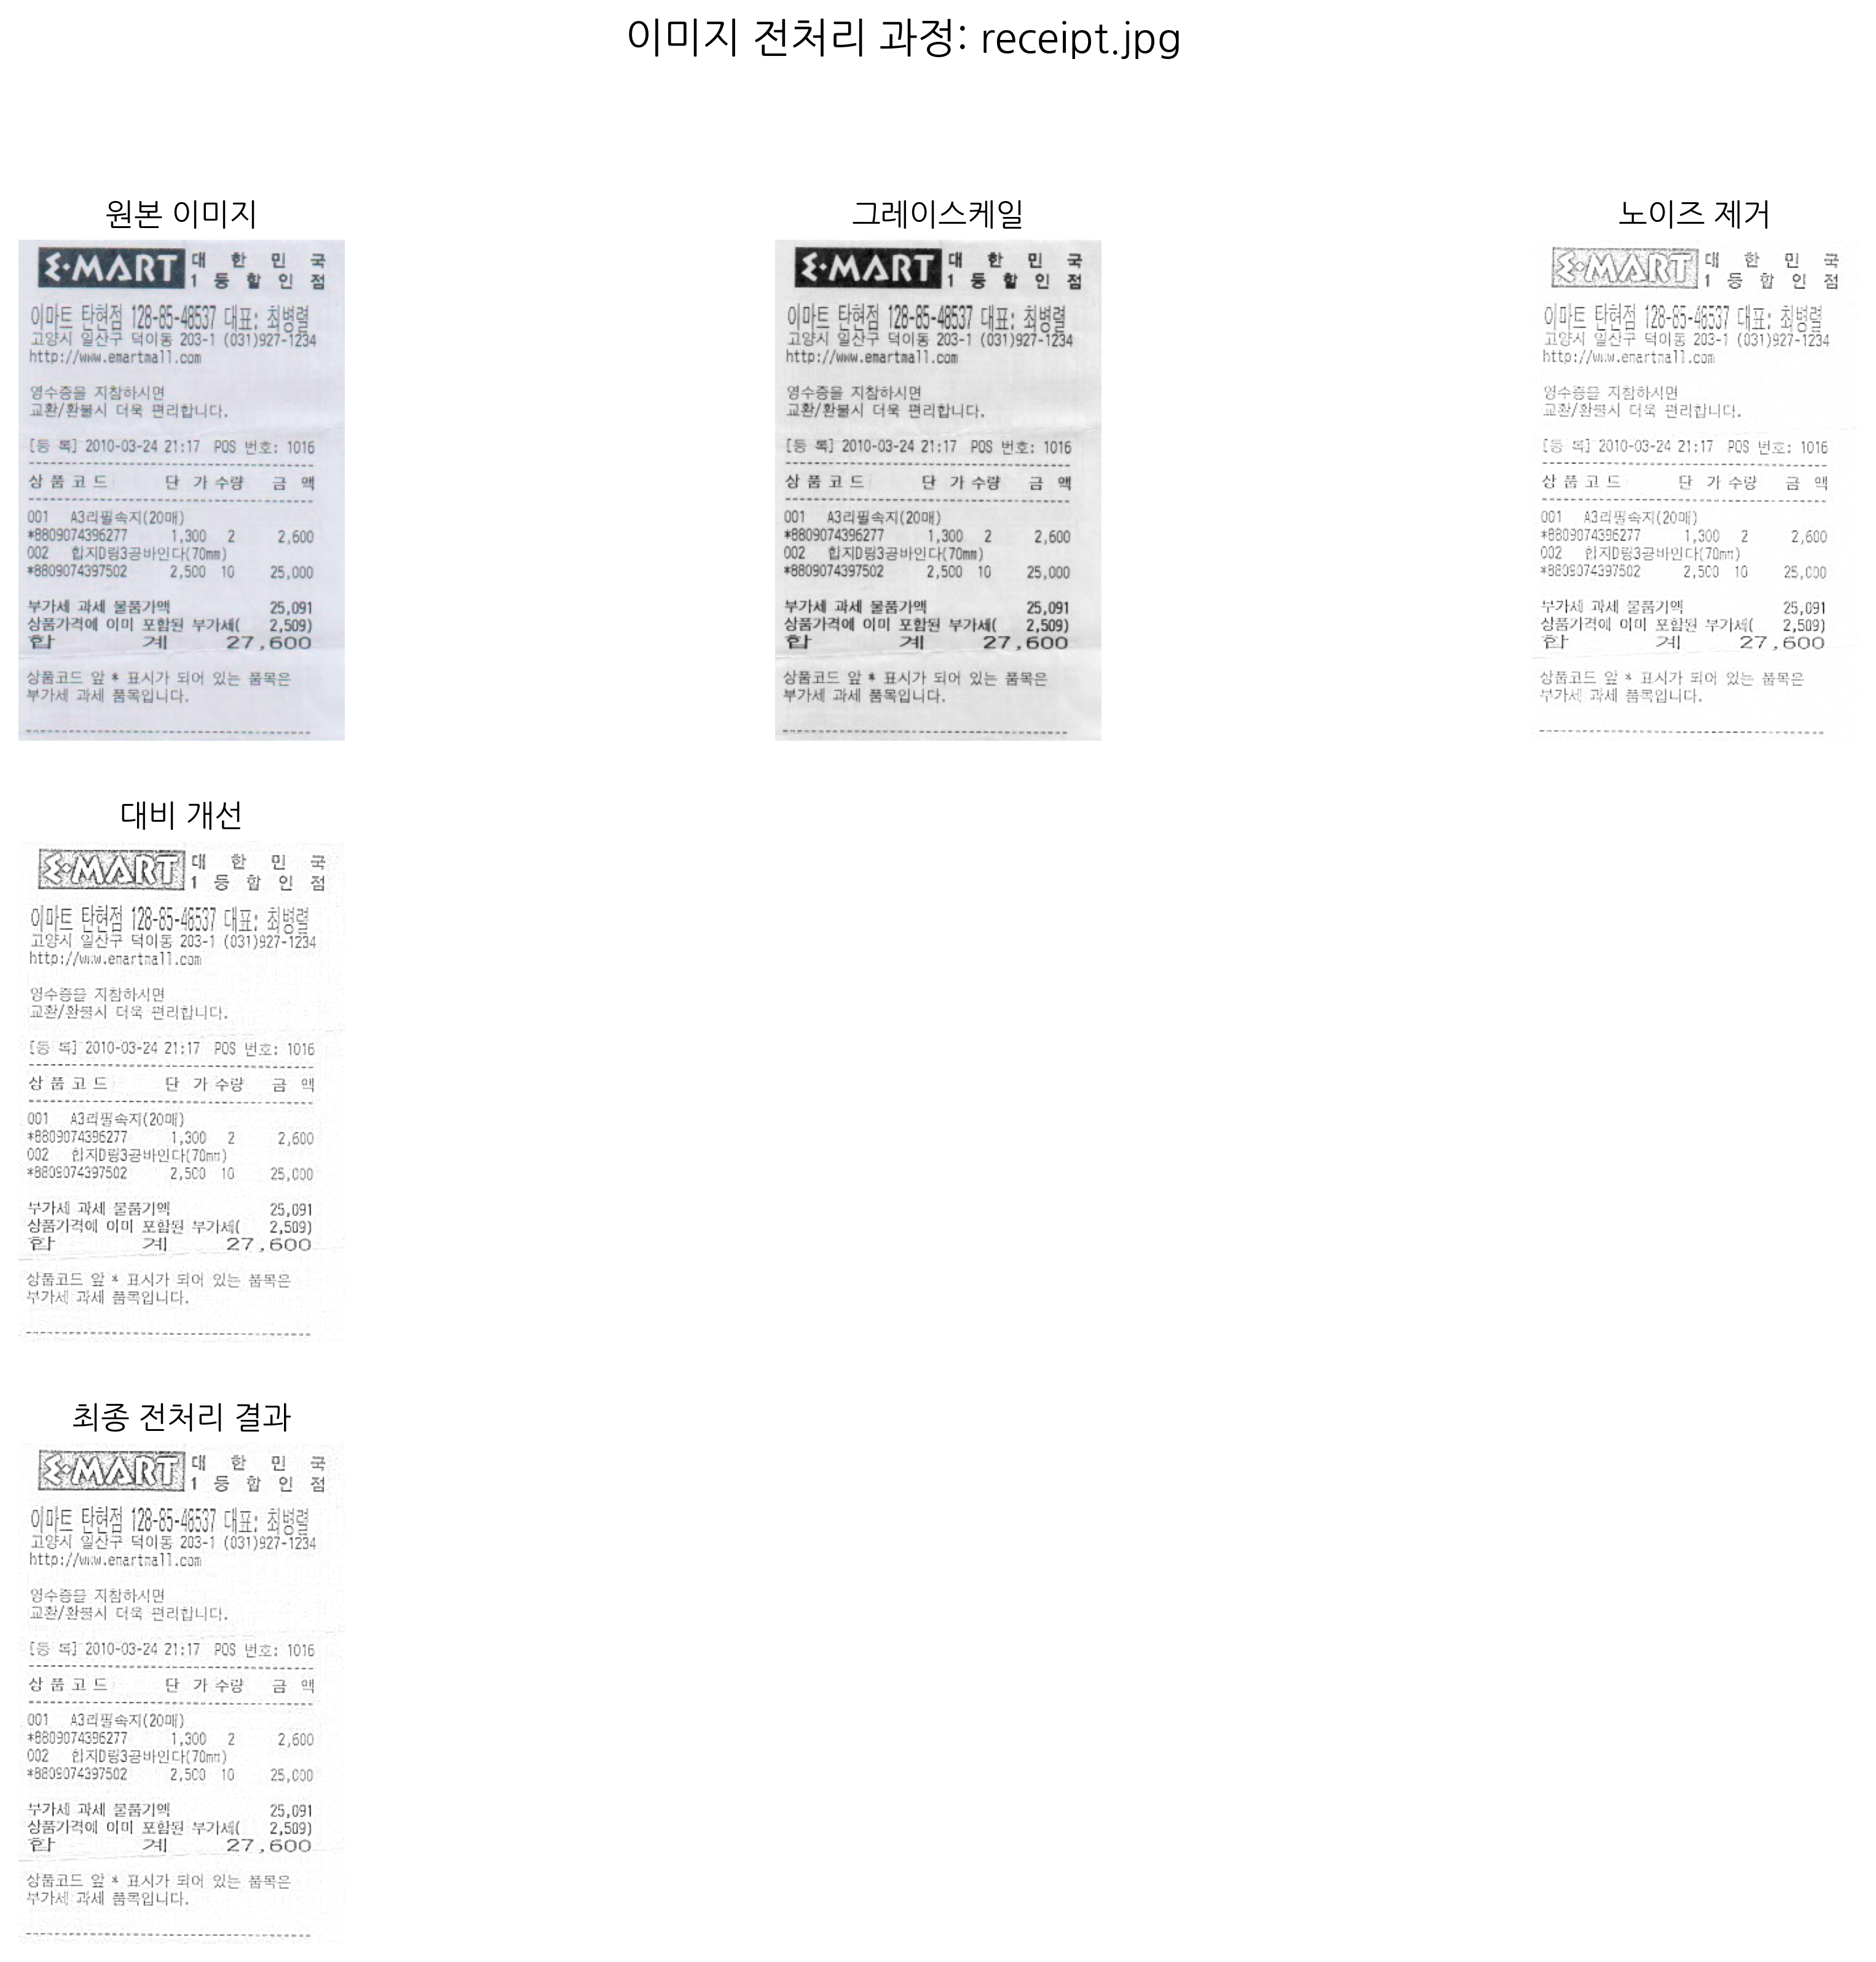 이미지 전처리 과정: receipt.jpg
원본 이미지
Σ·MART 대 한 민 국
1 등 할 인 점
이마트 탄현점 128-85-48537 대표: 최병렬
고양시 일산구 덕이동 203-1 (031)927-1234
http://www.emartmall.com
영수증을 지참하시면
교환/환불시 더욱 편리합니다.
[등 록] 2010-03-24 21:17 POS 번호: 1016
상 품 코 드 단 가 수량 금 액
001 A3리필속지(20매)
*8809074396277 1,300 2 2,600
002 합지D링3공바인다(70mm)
*8809074397502 2,500 10 25,000
부가세 과세 물품가액 25,091
상품가격에 이미 포함된 부가세( 2,509)
합 계 27,600
상품코드 앞 * 표시가 되어 있는 품목은
부가세 과세 품목입니다.
그레이스케일
Σ·MART 대 한 민 국
1 등 할 인 점
이마트 탄현점 128-85-48537 대표: 최병렬
고양시 일산구 덕이동 203-1 (031)927-1234
http://www.emartmall.com
영수증을 지참하시면
교환/환불시 더욱 편리합니다.
[등 록] 2010-03-24 21:17 POS 번호: 1016
상 품 코 드 단 가 수량 금 액
001 A3리필속지(20매)
*8809074396277 1,300 2 2,600
002 합지D링3공바인다(70mm)
*8809074397502 2,500 10 25,000
부가세 과세 물품가액 25,091
상품가격에 이미 포함된 부가세( 2,509)
합 계 27,600
상품코드 앞 * 표시가 되어 있는 품목은
부가세 과세 품목입니다.
노이즈 제거
Σ·MART 대 한 민 국
1 등 할 인 점
이마트 탄현점 128-85-48537 대표: 최병렬
고양시 일산구 덕이동 203-1 (031)927-1234
http://www.emartmall.com
영수증을 지참하시면
교환/환불시 더욱 편리합니다.
[등 록] 2010-03-24 21:17 POS 번호: 1016
상 품 코 드 단 가 수량 금 액
001 A3리필속지(20매)
*8809074396277 1,300 2 2,600
002 합지D링3공바인다(70mm)
*8809074397502 2,500 10 25,000
부가세 과세 물품가액 25,091
상품가격에 이미 포함된 부가세( 2,509)
합 계 27,600
상품코드 앞 * 표시가 되어 있는 품목은
부가세 과세 품목입니다.
대비 개선
Σ·MART 대 한 민 국
1 등 할 인 점
이마트 탄현점 128-85-48537 대표: 최병렬
고양시 일산구 덕이동 203-1 (031)927-1234
http://www.emartmall.com
영수증을 지참하시면
교환/환불시 더욱 편리합니다.
[등 록] 2010-03-24 21:17 POS 번호: 1016
상 품 코 드 단 가 수량 금 액
001 A3리필속지(20매)
*8809074396277 1,300 2 2,600
002 합지D링3공바인다(70mm)
*8809074397502 2,500 10 25,000
부가세 과세 물품가액 25,091
상품가격에 이미 포함된 부가세( 2,509)
합 계 27,600
상품코드 앞 * 표시가 되어 있는 품목은
부가세 과세 품목입니다.
최종 전처리 결과
Σ·MART 대 한 민 국
1 등 할 인 점
이마트 탄현점 128-85-48537 대표: 최병렬
고양시 일산구 덕이동 203-1 (031)927-1234
http://www.emartmall.com
영수증을 지참하시면
교환/환불시 더욱 편리합니다.
[등 록] 2010-03-24 21:17 POS 번호: 1016
상 품 코 드 단 가 수량 금 액
001 A3리필속지(20매)
*8809074396277 1,300 2 2,600
002 합지D링3공바인다(70mm)
*8809074397502 2,500 10 25,000
부가세 과세 물품가액 25,091
상품가격에 이미 포함된 부가세( 2,509)
합 계 27,600
상품코드 앞 * 표시가 되어 있는 품목은
부가세 과세 품목입니다.